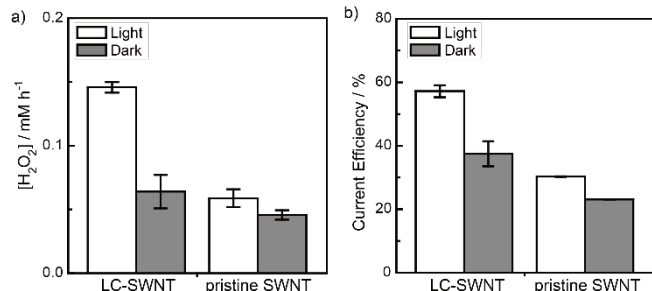 a)
Light
Dark
[H₂O₂] / mM h⁻¹
0.2
0.1
0.0
LC-SWNT
pristine SWNT
b)
Light
Dark
Current Efficiency / %
80
60
40
20
0
LC-SWNT
pristine SWNT